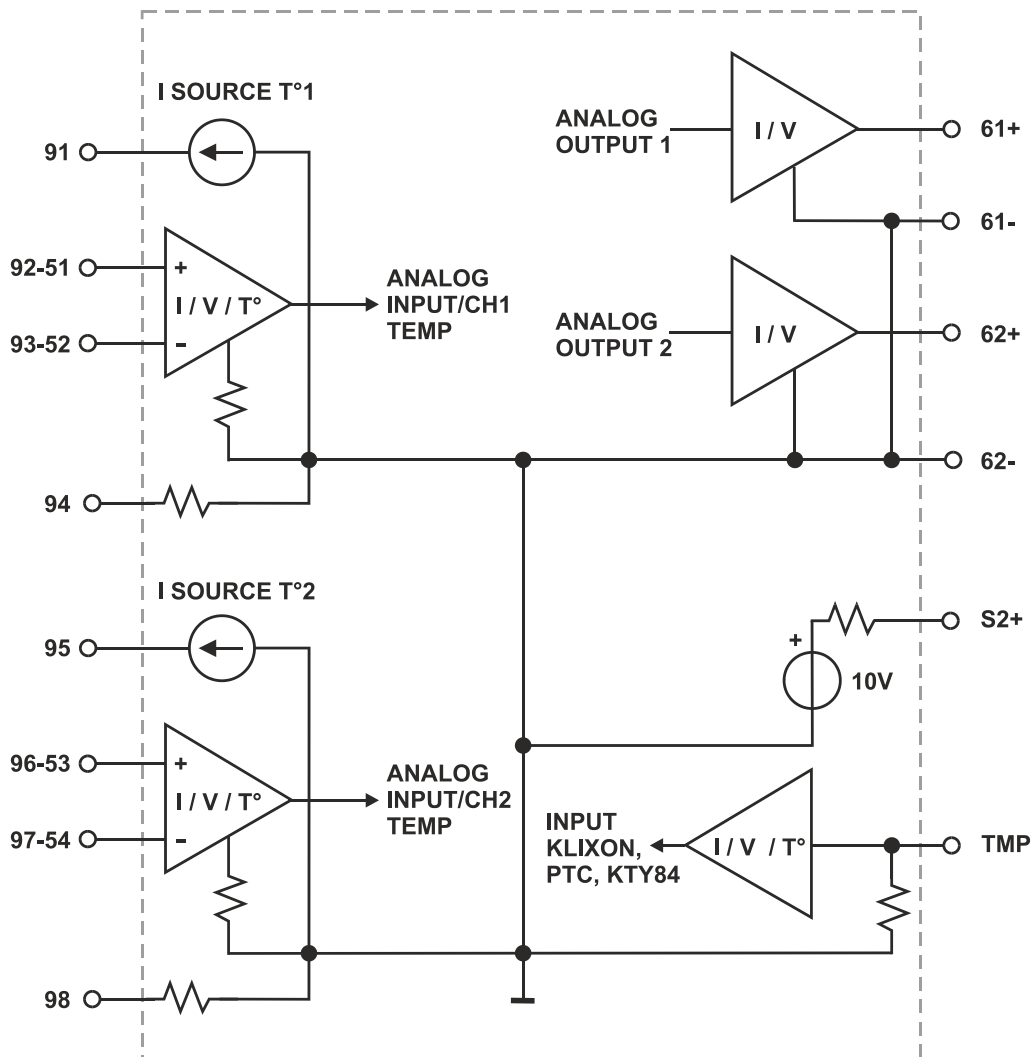 I SOURCE T°1
91
92-51
+
I / V / T°
93-52
-
ANALOG
INPUT/CH1
TEMP
94
ANALOG
OUTPUT 1
I / V
61+
61-
ANALOG
OUTPUT 2
I / V
62+
62-
I SOURCE T°2
95
96-53
+
I / V / T°
97-54
-
ANALOG
INPUT/CH2
TEMP
98
S2+
+
10V
INPUT
KLIXON,
PTC, KTY84
I / V / T°
TMP